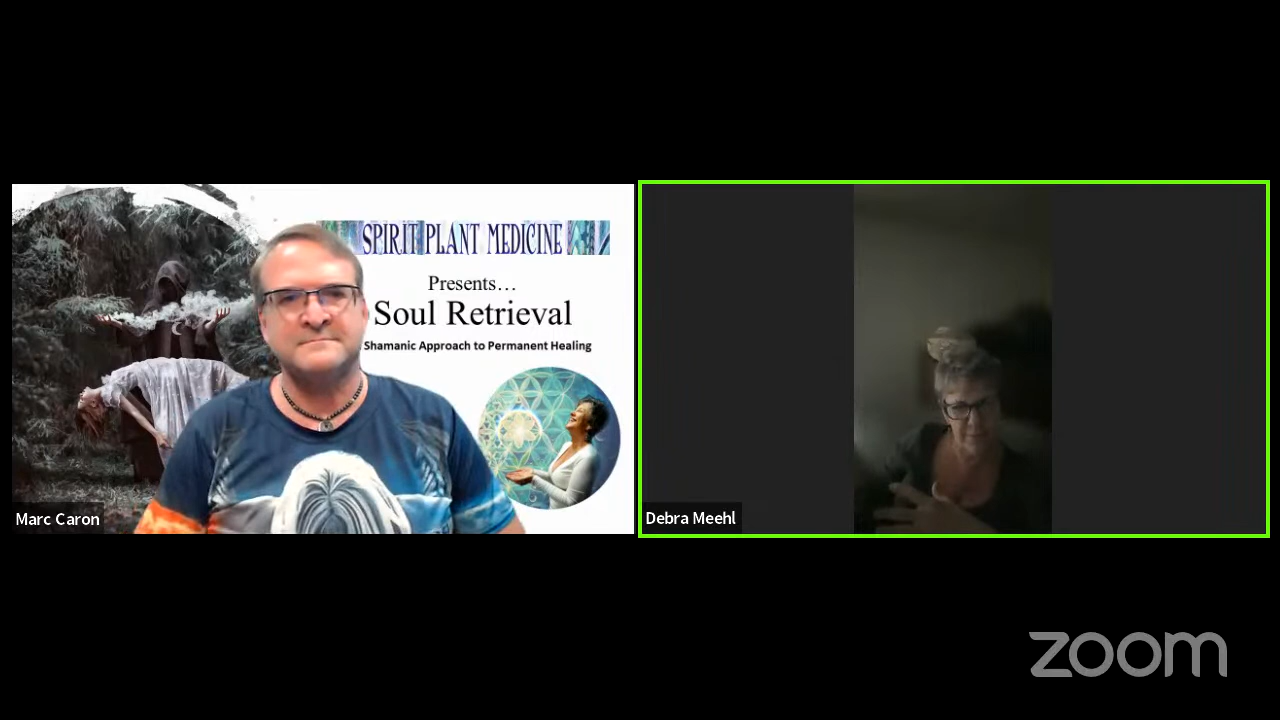 SPIRIT PLANT MEDICINE
Presents…
Soul Retrieval
Shamanic Approach to Permanent Healing
Marc Caron
Debra Meehl
zoom